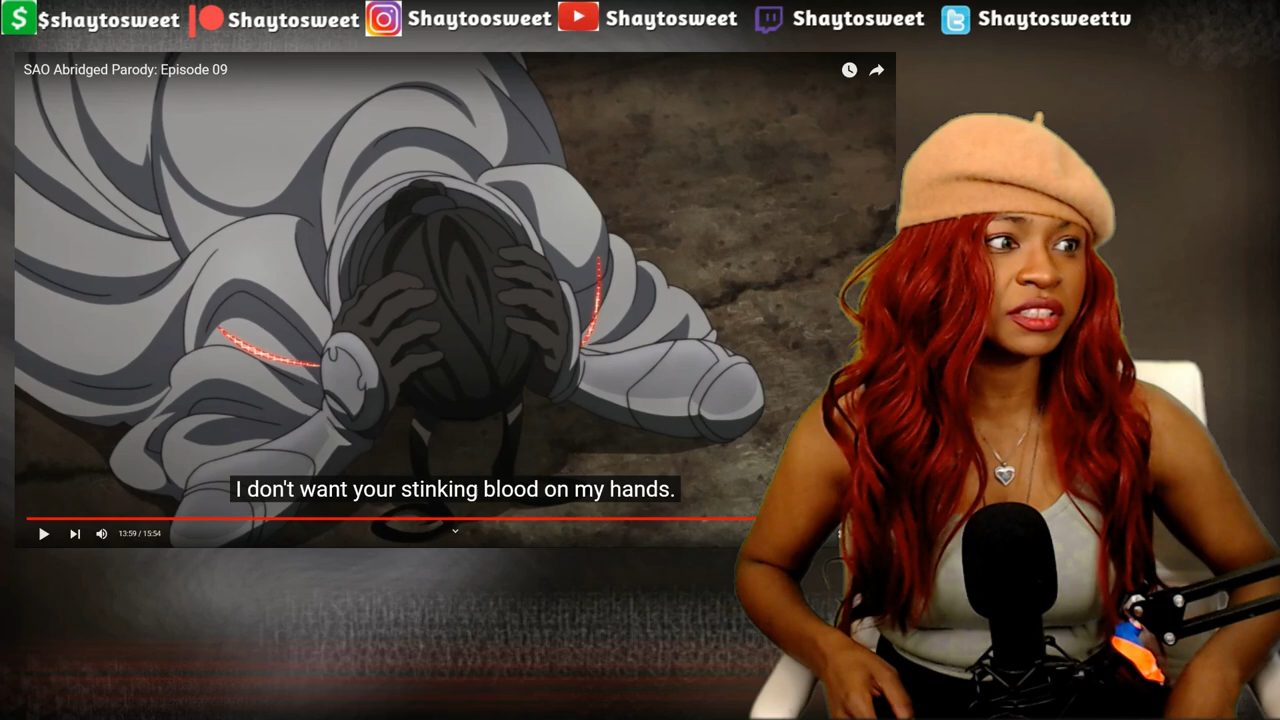 $shaytosweet Shaytosweet Shaytoosweet Shaytosweet Shaytosweet Shaytosweettv
SAO Abridged Parody: Episode 09
I don't want your stinking blood on my hands.
13:59 / 15:54